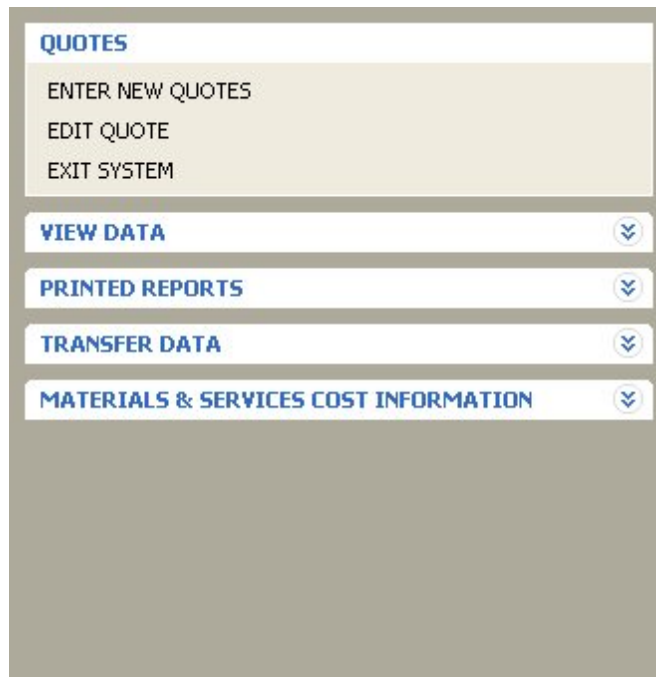 QUOTES
ENTER NEW QUOTES
EDIT QUOTE
EXIT SYSTEM
VIEW DATA
PRINTED REPORTS
TRANSFER DATA
MATERIALS & SERVICES COST INFORMATION